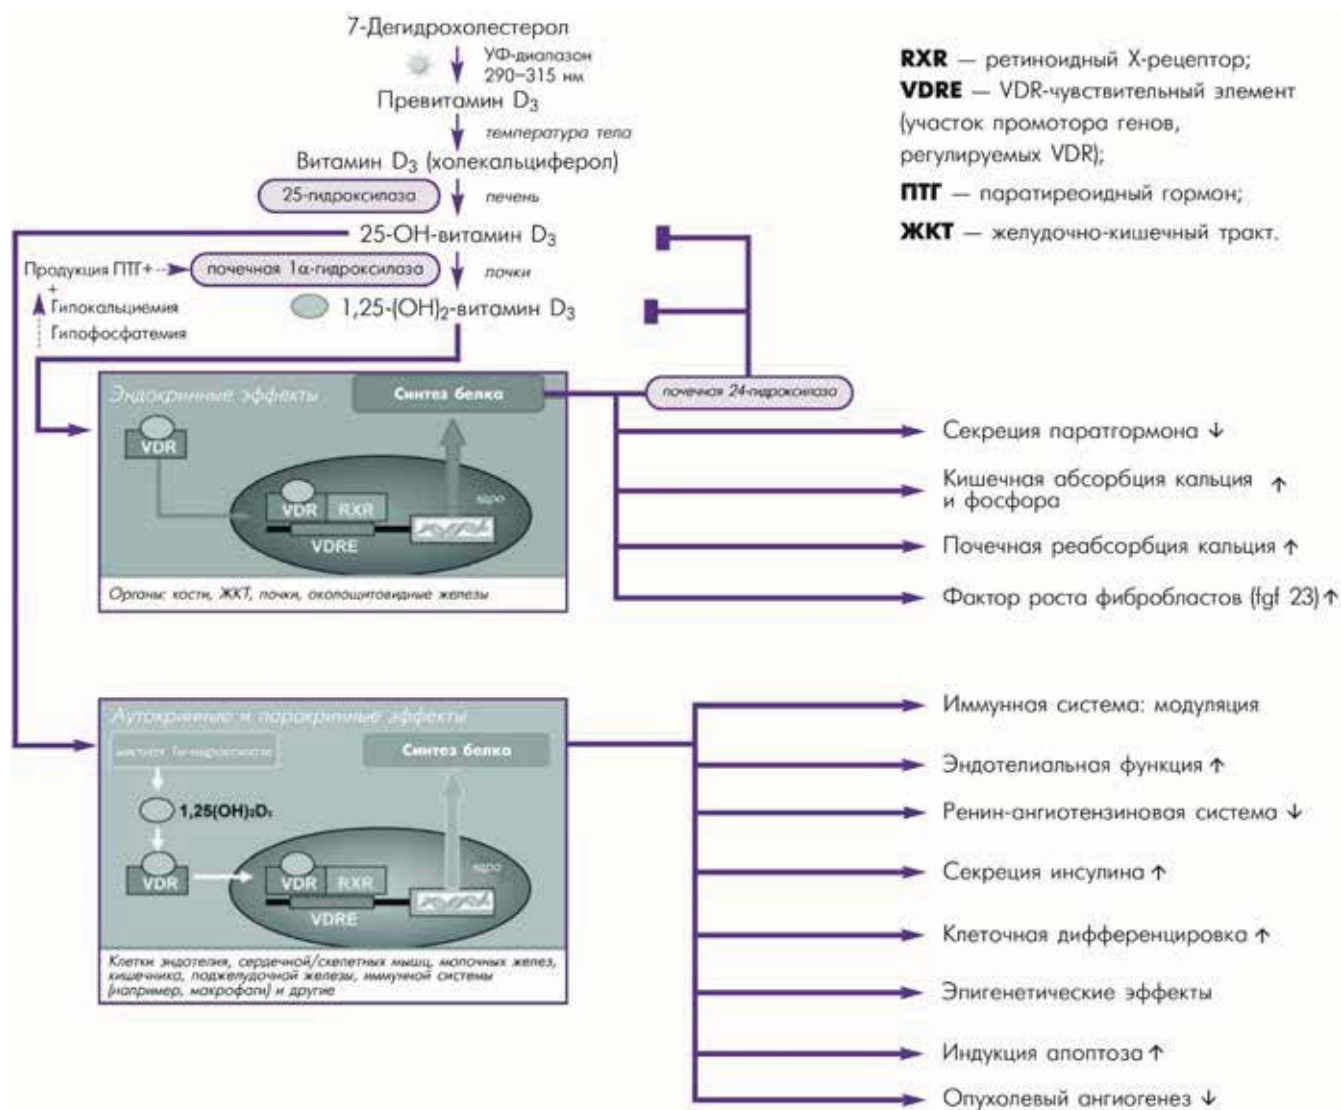 7-Дегидрохолестерол
УФ-диапазон
290–315 нм
Превитамин D3
температура тела
Витамин D3 (холекальциферол)
25-гидроксилаза
печень
25-ОН-витамин D3
Продукция ПТГ+
почечная 1α-гидроксилаза
почки
+
Гипокальциемия
1,25-(ОН)2-витамин D3
Гипофосфатемия
RXR — ретиноидный Х-рецептор;
VDRE — VDR-чувствительный элемент
(участок промотора генов,
регулируемых VDR);
ПТГ — паратиреоидный гормон;
ЖКТ — желудочно-кишечный тракт.
Эндокринные эффекты
Синтез белка
почечная 24-гидроксилаза
VDR
ядро
VDR
RXR
VDRE
Органы: кости, ЖКТ, почки, околощитовидные железы
Секреция паратгормона ↓
Кишечная абсорбция кальция ↑
и фосфора
Почечная реабсорбция кальция ↑
Фактор роста фибробластов (fgf 23) ↑
Аутокринные и паракринные эффекты
местная 1α-гидроксилаза
Синтез белка
1,25(OH)2D3
VDR
ядро
VDR
RXR
VDRE
Клетки эндотелия, сердечной/скелетных мышц, молочных желез,
кишечника, поджелудочной железы, иммунной системы
(например, макрофаги) и другие
Иммунная система: модуляция
Эндотелиальная функция ↑
Ренин-ангиотензиновая система ↓
Секреция инсулина ↑
Клеточная дифференцировка ↑
Эпигенетические эффекты
Индукция апоптоза ↑
Опухолевый ангиогенез ↓